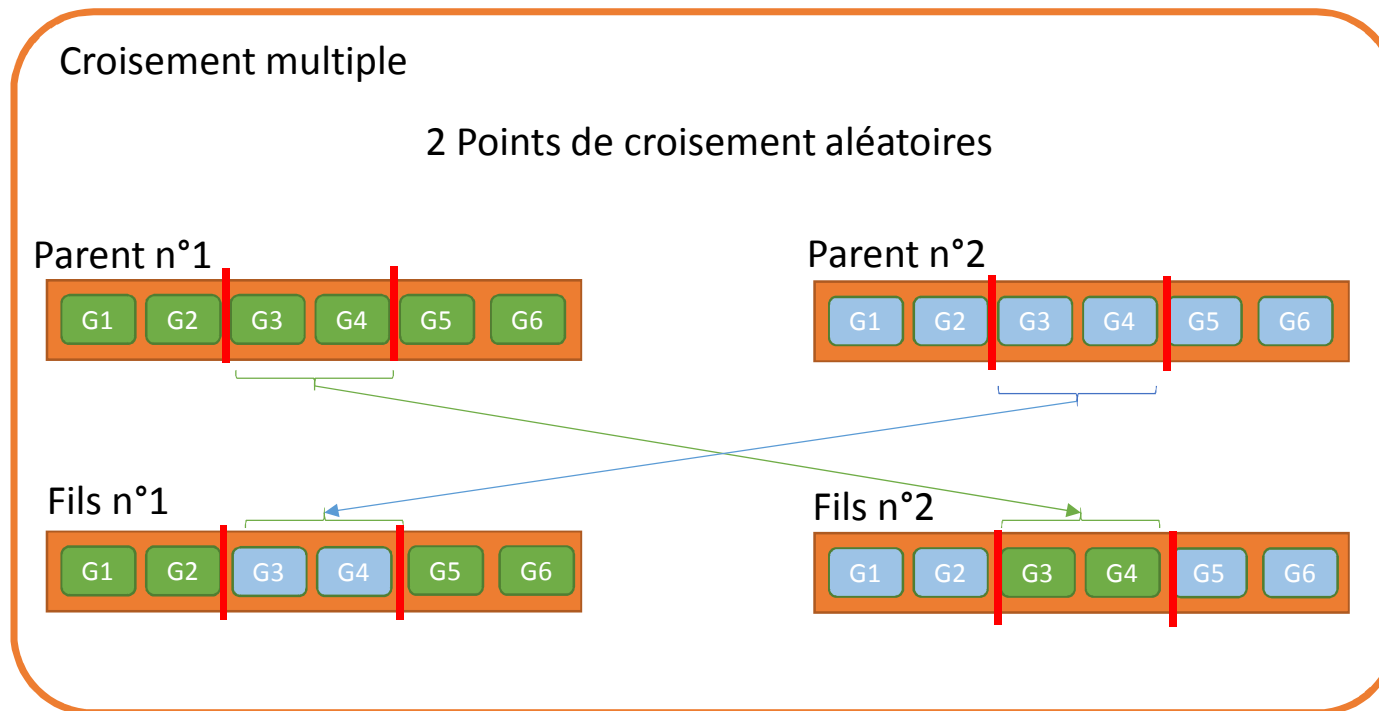 Croisement multiple
2 Points de croisement aléatoires
Parent n°1
Parent n°2
G1 G2 G3 G4 G5 G6
G1 G2 G3 G4 G5 G6
Fils n°1
Fils n°2
G1 G2 G3 G4 G5 G6
G1 G2 G3 G4 G5 G6